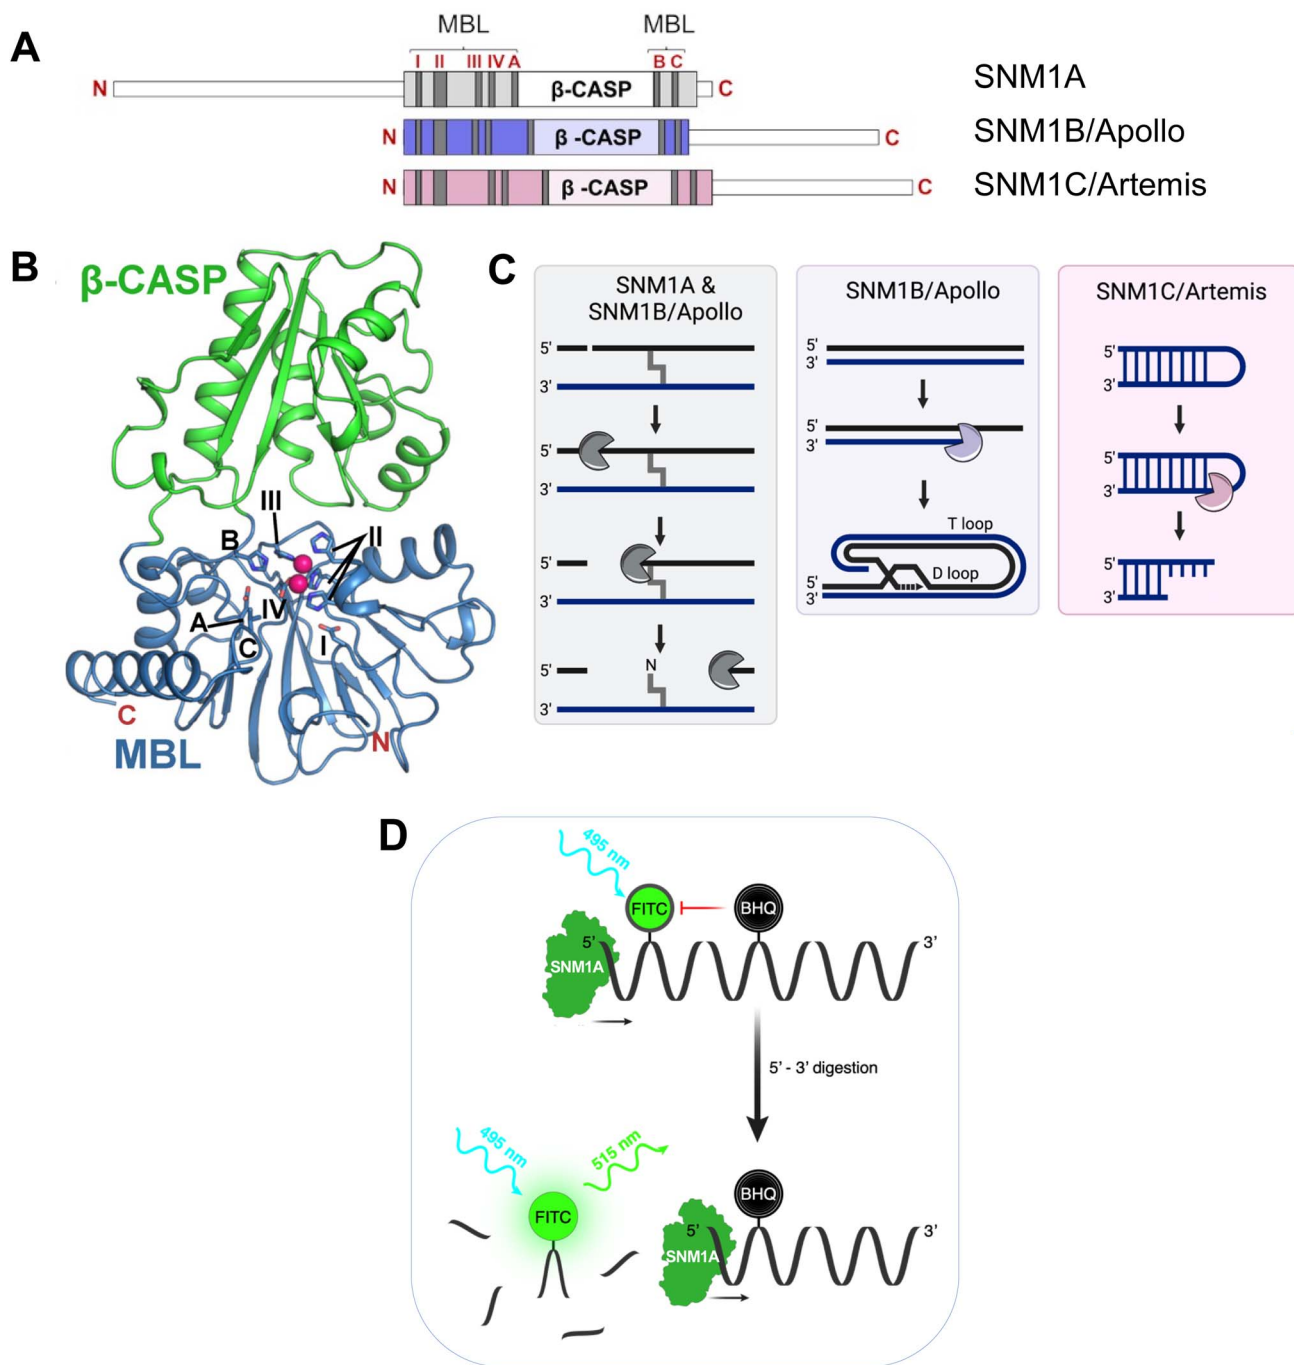 A
MBL
MBL
I II III IV A B C
N β-CASP C
SNM1A
N β -CASP C
SNM1B/Apollo
N β -CASP C
SNM1C/Artemis
B
β-CASP
III
B
II
IV
A
C
I
C
N
MBL
C
SNM1A &
SNM1B/Apollo
5'
3'
5'
3'
5'
3'
5'
N
3'
SNM1B/Apollo
5'
3'
5'
3'
T loop
D loop
5'
3'
SNM1C/Artemis
5'
3'
5'
3'
5'
3'
D
495 nm
FITC
BHQ
5’
3’
SNM1A
5’ - 3’ digestion
495 nm
515 nm
FITC
BHQ
5’
3’
SNM1A